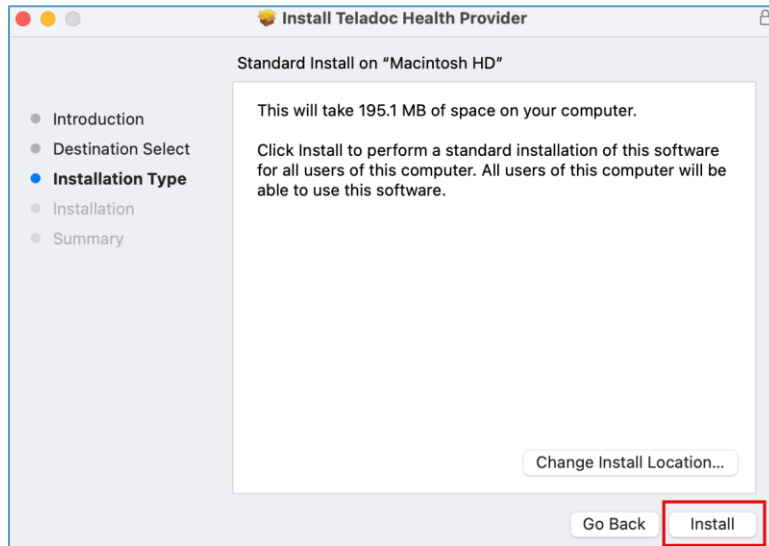 Install Teladoc Health Provider
Standard Install on “Macintosh HD”
Introduction
Destination Select
Installation Type
Installation
Summary
This will take 195.1 MB of space on your computer.
Click Install to perform a standard installation of this software
for all users of this computer. All users of this computer will be
able to use this software.
Change Install Location...
Go Back
Install